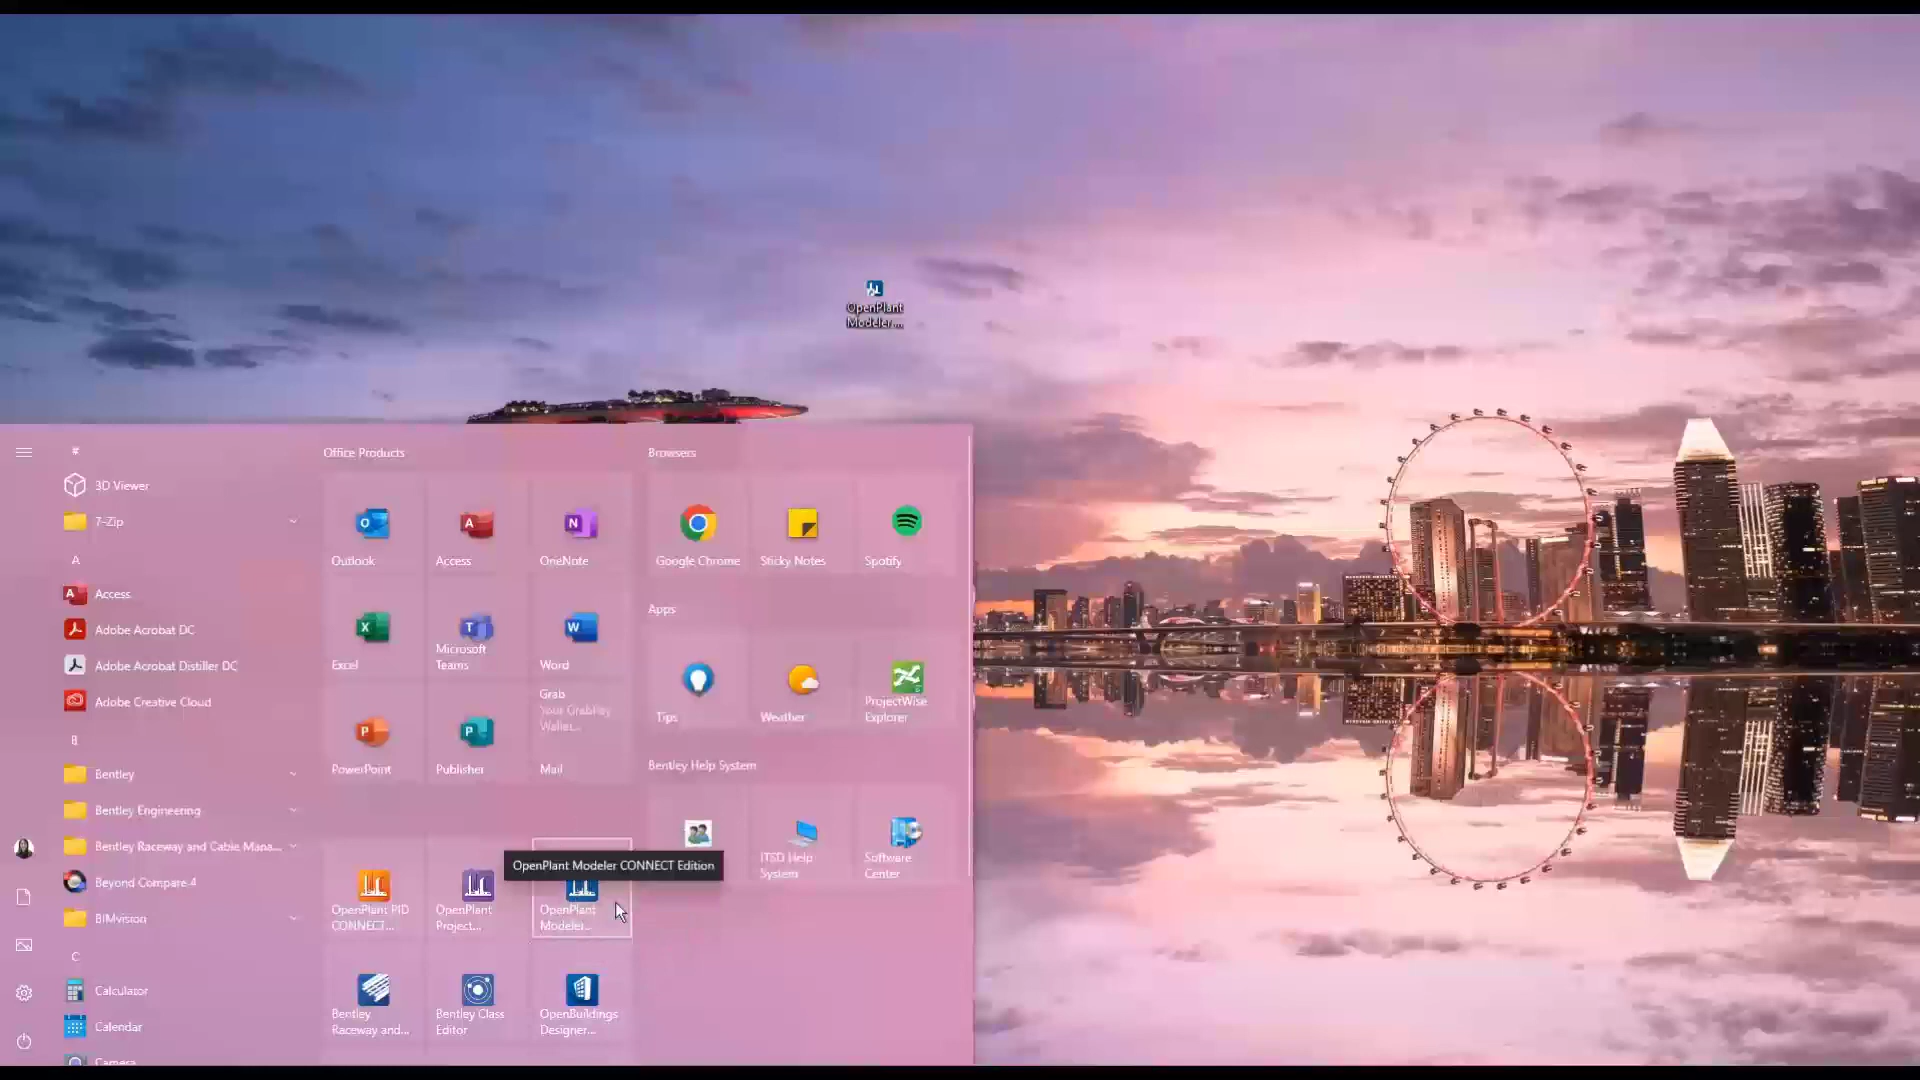 OpenPlant
Modeler...
#
3D Viewer
7-Zip
A
Access
Adobe Acrobat DC
Adobe Acrobat Distiller DC
Adobe Creative Cloud
B
Bentley
Bentley Engineering
Bentley Raceway and Cable Mana...
Beyond Compare 4
BIMvision
C
Calculator
Calendar
Camera
Office Products
Outlook
Access
OneNote
Excel
Microsoft
Teams
Word
PowerPoint
Publisher
Grab
Your GrabPay
Wallet...
Mail
OpenPlant PID
CONNECT...
OpenPlant
Project...
OpenPlant Modeler CONNECT Edition
OpenPlant
Modeler...
Bentley
Raceway and...
Bentley Class
Editor
OpenBuildings
Designer...
Browsers
Google Chrome
Sticky Notes
Spotify
Apps
Tips
Weather
ProjectWise
Explorer
Bentley Help System
ITSD Help
System
Software
Center